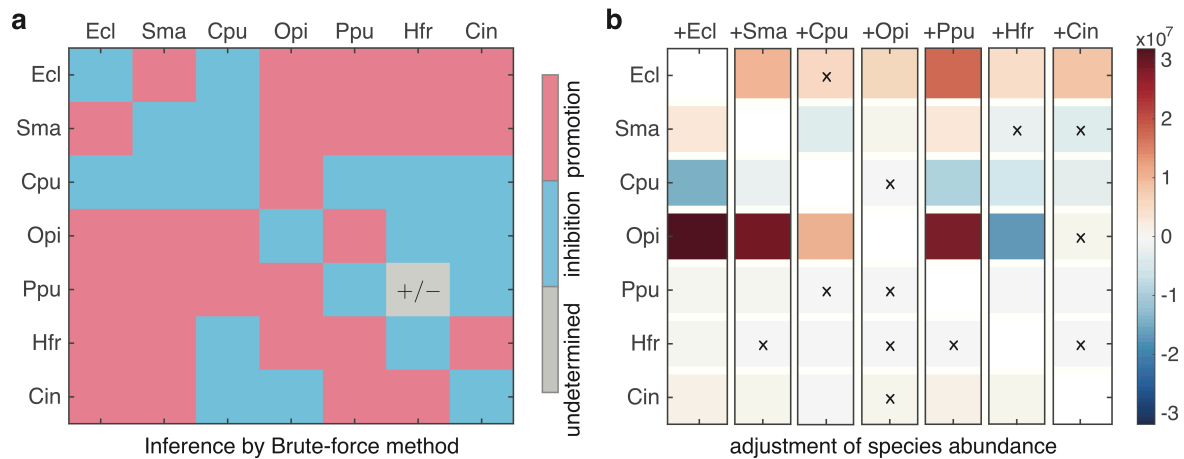 a
Ecl Sma Cpu Opi Ppu Hfr Cin
Ecl
Sma
Cpu
Opi
Ppu
Hfr
Cin
+/−
promotion
inhibition
undetermined
Inference by Brute-force method
b
+Ecl +Sma +Cpu +Opi +Ppu +Hfr +Cin
x10⁷
Ecl x
Sma x x
Cpu x
Opi x
Ppu x x
Hfr x x x x
Cin x
3
2
1
0
-1
-2
-3
adjustment of species abundance